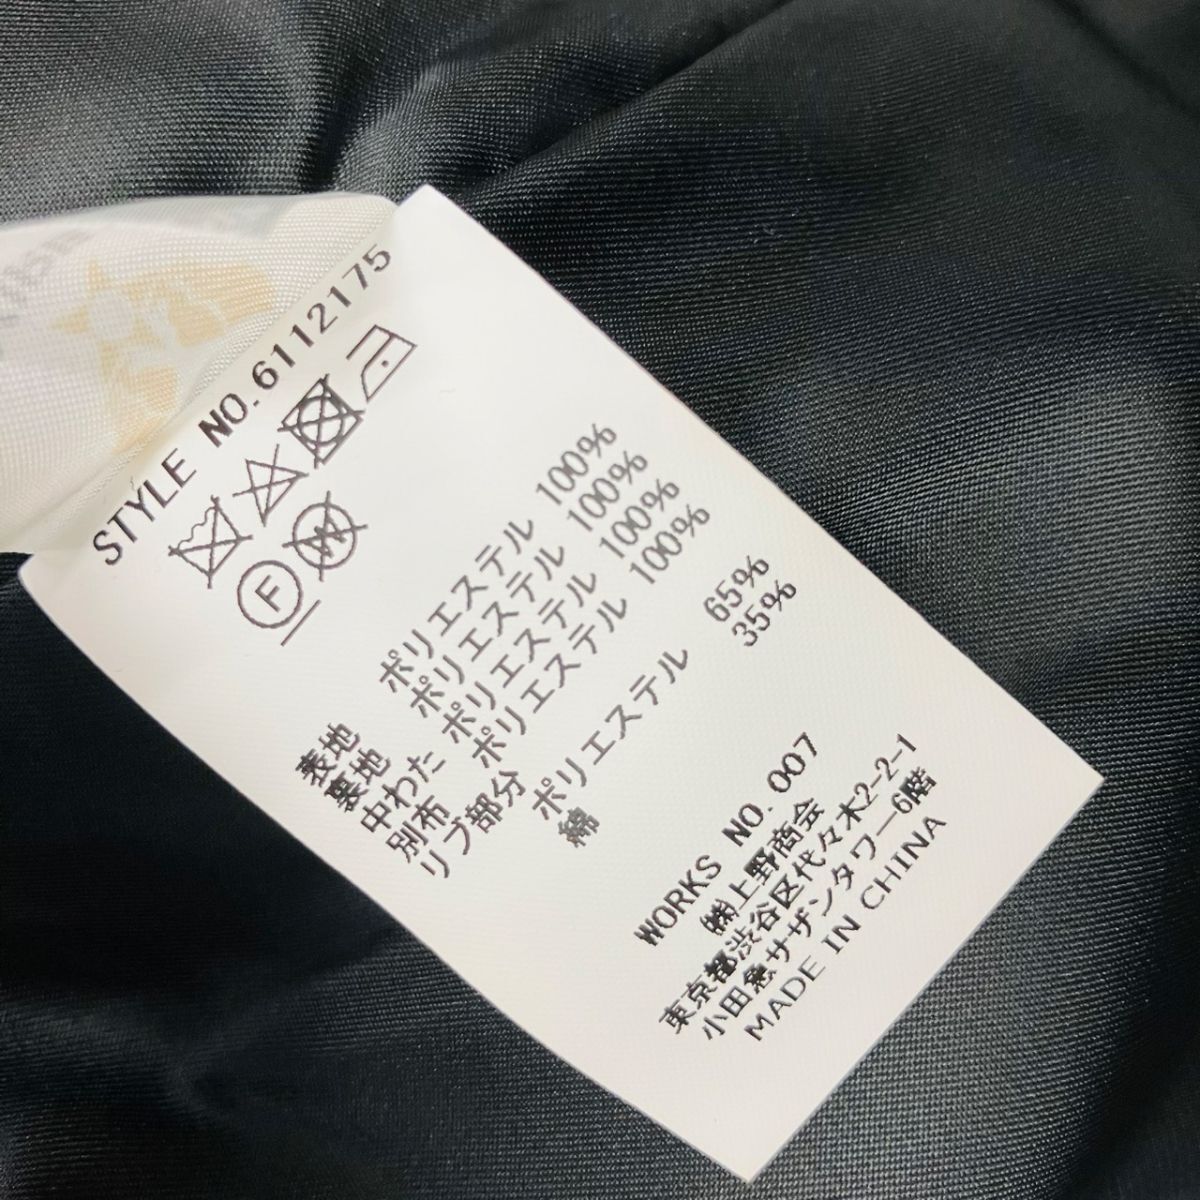 STYLE NO.6112175
F W
表地 ポリエステル 100%
裏地 ポリエステル 100%
中わた ポリエステル 100%
別布 ポリエステル 100%
リブ部分 ポリエステル 65%
綿 35%
WORKS NO.007
㈱上野商会
東京都渋谷区代々木2-2-1
小田急サザンタワー6階
MADE IN CHINA